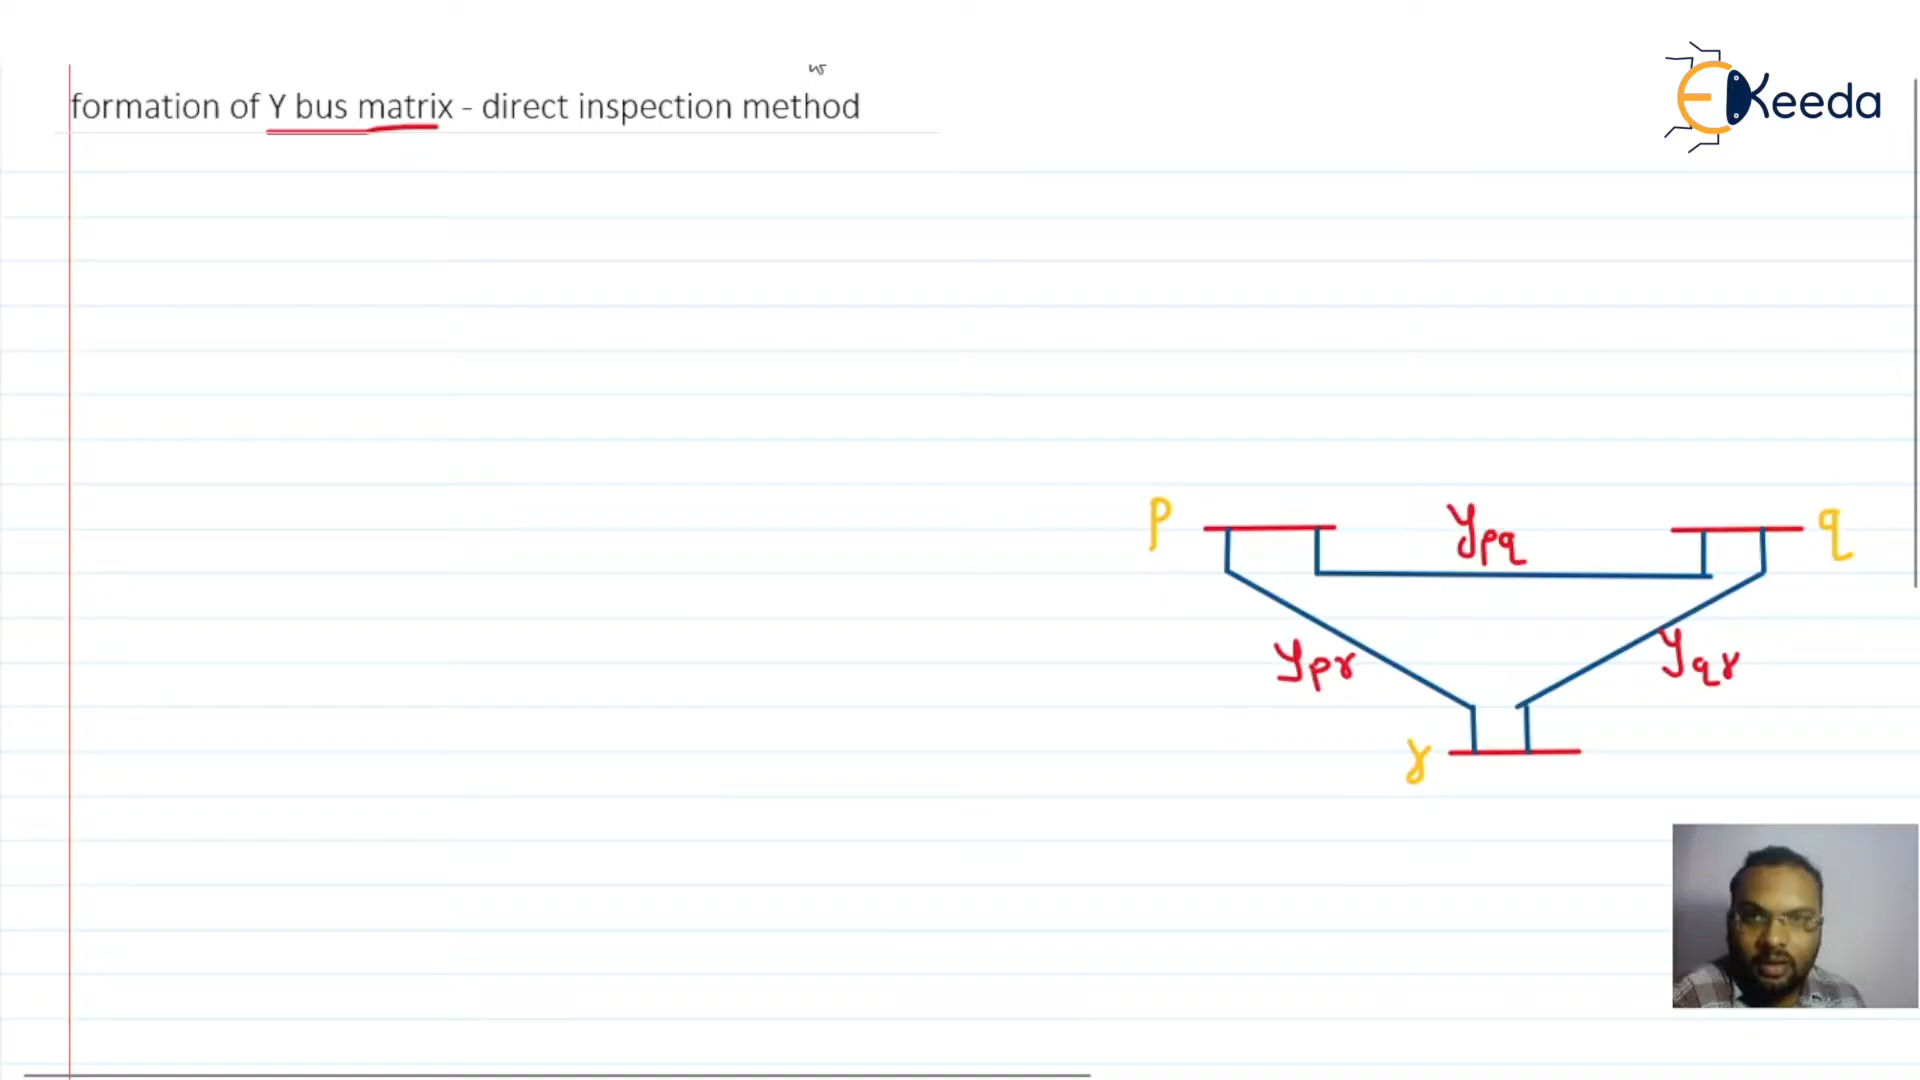 EKeeda
formation of Y bus matrix - direct inspection method
p
ypq
q
ypr
yqr
r